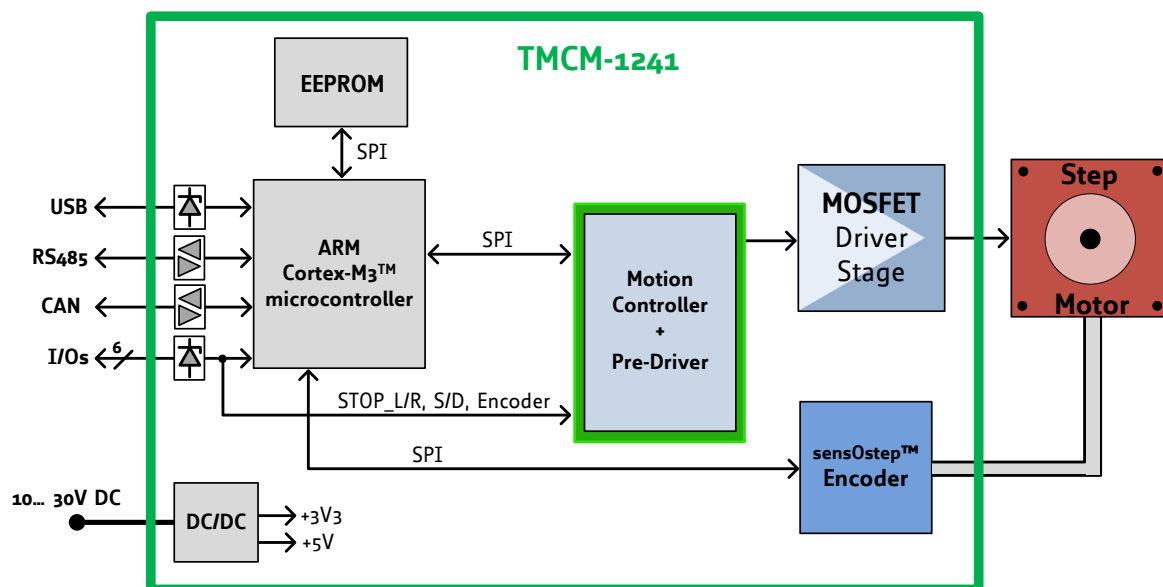 TMCM-1241
EEPROM
SPI
USB
RS485
CAN
I/Os
6
ARM
Cortex-M3™
microcontroller
SPI
Motion
Controller
+
Pre-Driver
MOSFET
Driver
Stage
Step
Motor
STOP_L/R, S/D, Encoder
SPI
sensOstep™
Encoder
10... 30V DC
DC/DC
+3V3
+5V